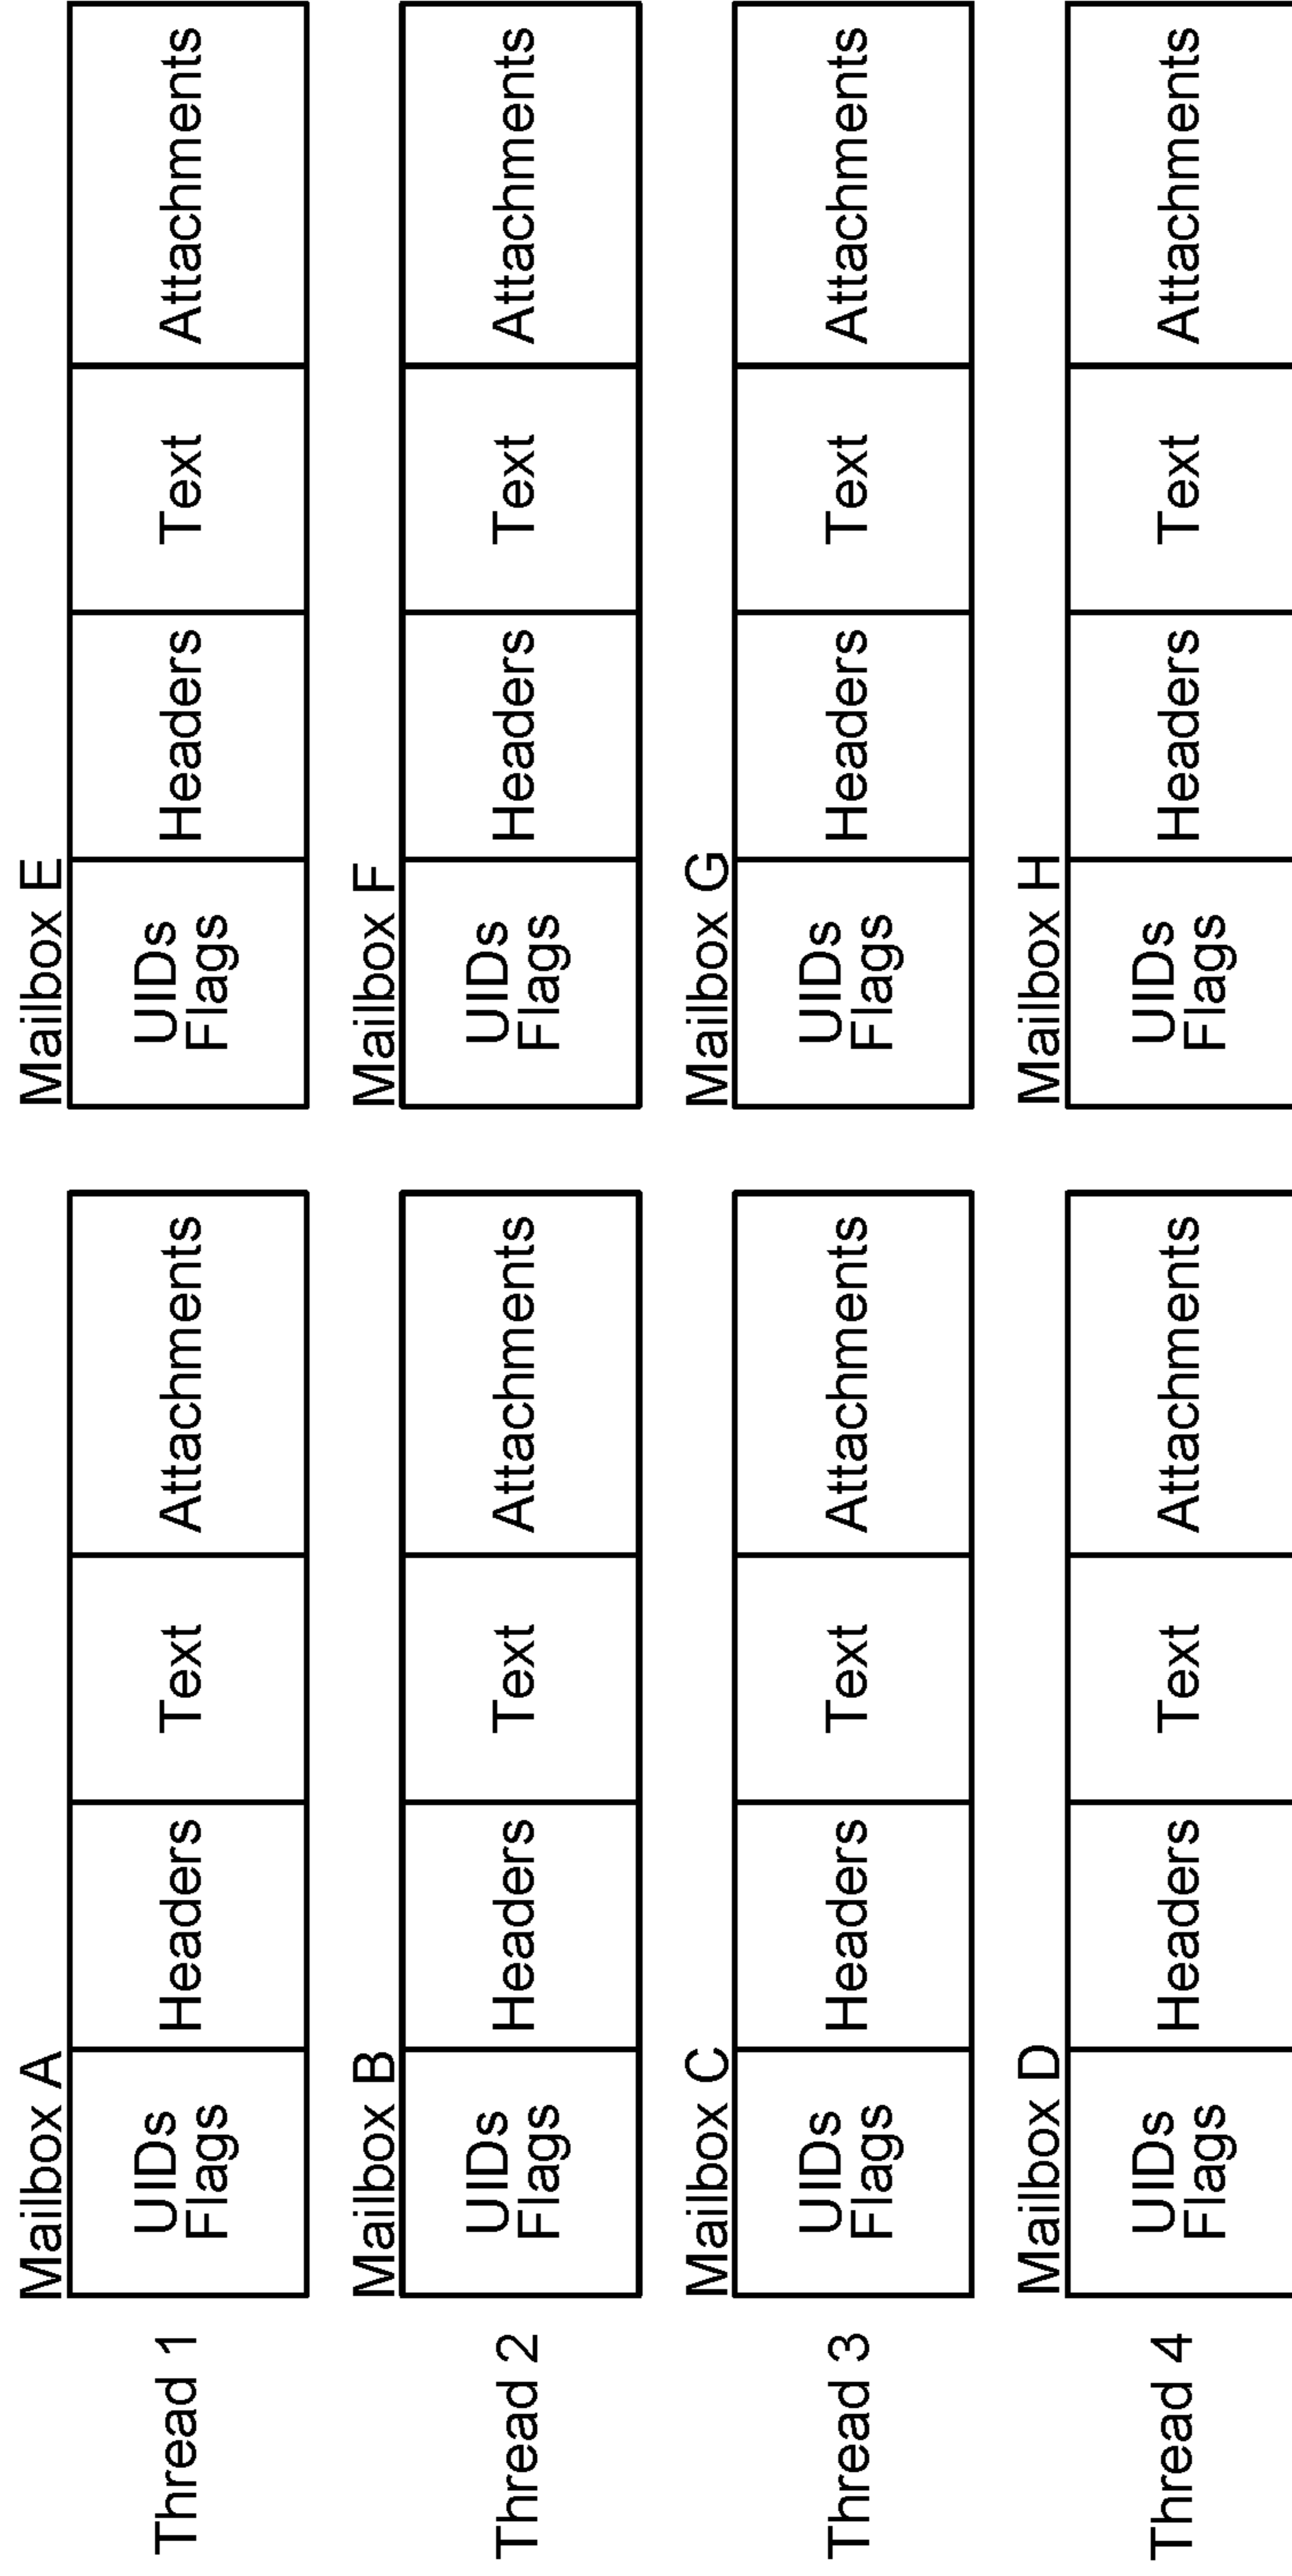 Mailbox A
Mailbox E
Thread 1
UIDs
Flags
Headers
Text
Attachments
UIDs
Flags
Headers
Text
Attachments
Mailbox B
Mailbox F
Thread 2
UIDs
Flags
Headers
Text
Attachments
UIDs
Flags
Headers
Text
Attachments
Mailbox C
Mailbox G
Thread 3
UIDs
Flags
Headers
Text
Attachments
UIDs
Flags
Headers
Text
Attachments
Mailbox D
Mailbox H
Thread 4
UIDs
Flags
Headers
Text
Attachments
UIDs
Flags
Headers
Text
Attachments